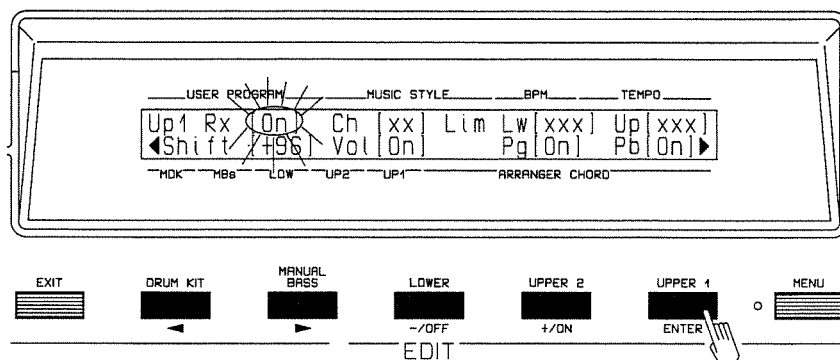 USER PROGRAM MUSIC STYLE BPM TEMPO
Up1 Rx [On] Ch [xx] Lim Lw[xxx] Up[xxx]
◀Shift [+96] Vol[On] Pg[On] Pb[On]▶
MDK MBs LOW UP2 UP1 ARRANGER CHORD
EXIT DRUM KIT MANUAL BASS LOWER UPPER 2 UPPER 1 MENU
◀ ▶ -/OFF +/ON ENTER
EDIT